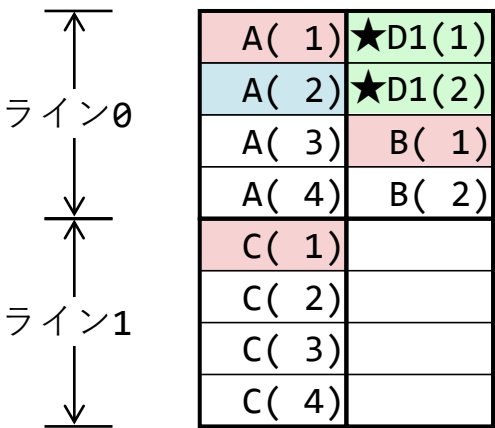 A( 1) ★D1(1)
A( 2) ★D1(2)
ライン0
A( 3) B( 1)
A( 4) B( 2)
C( 1)
C( 2)
ライン1
C( 3)
C( 4)